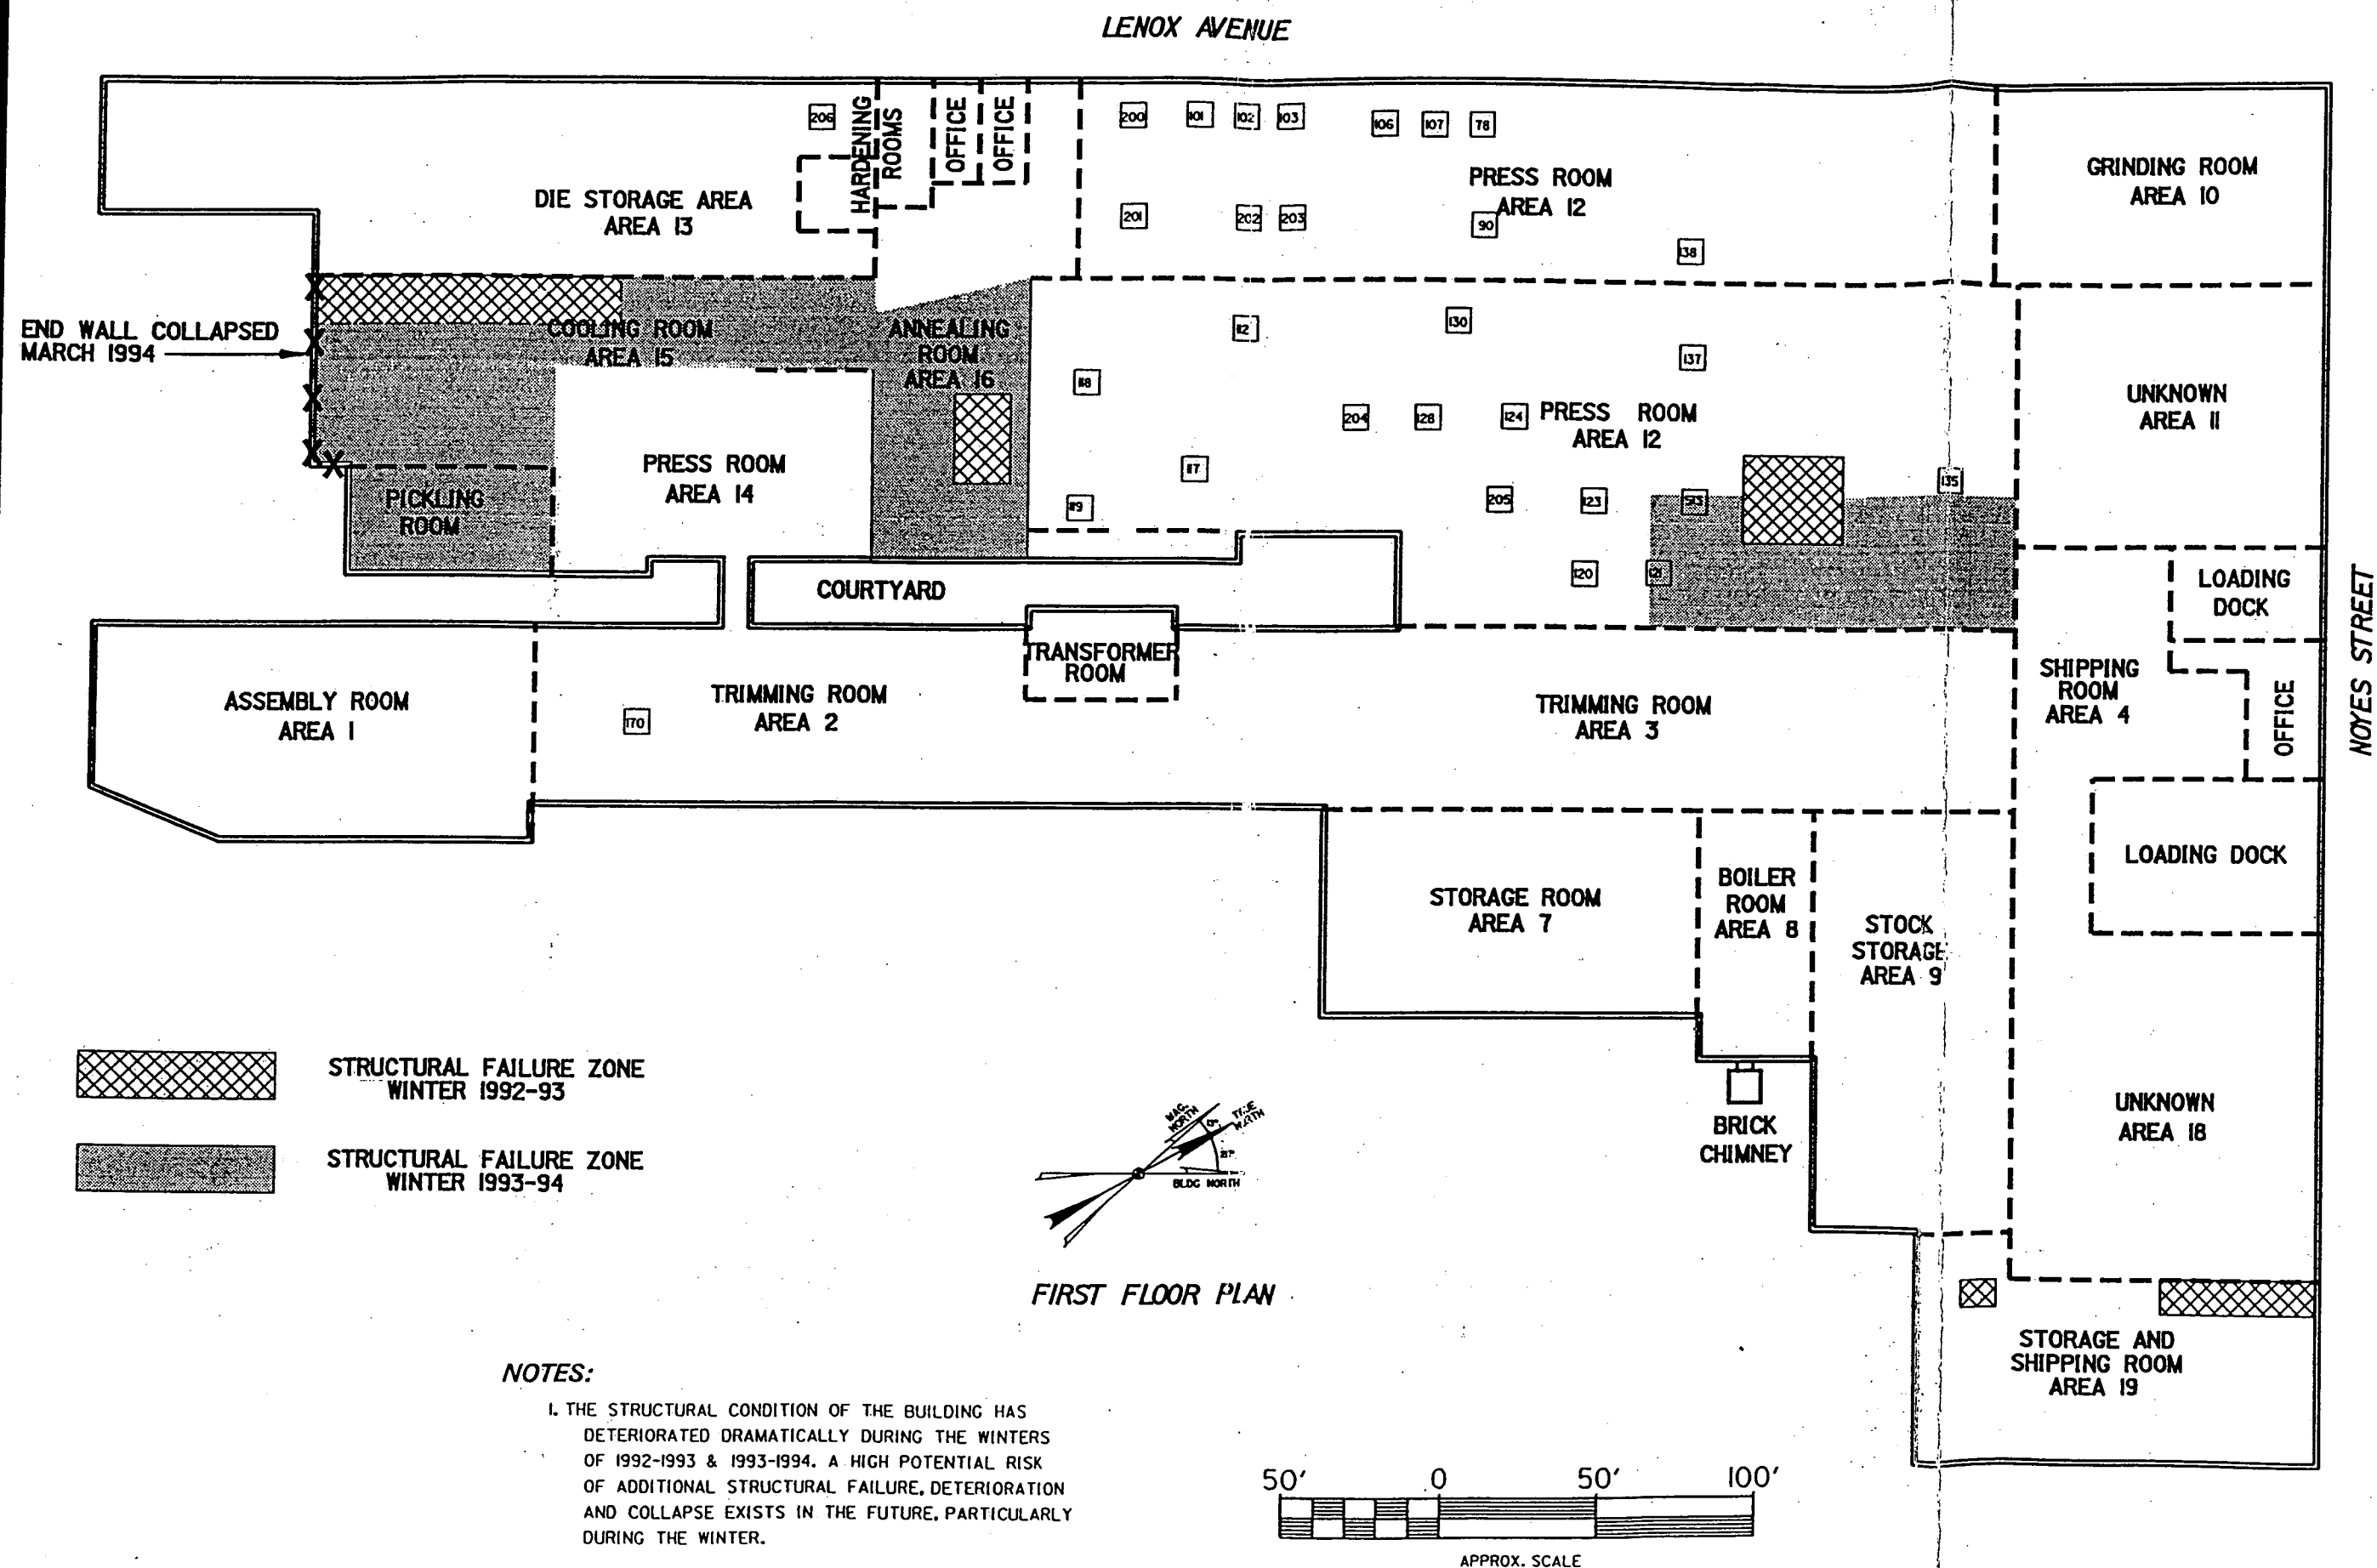 LENOX AVENUE
206
HARDENING
ROOMS
OFFICE
OFFICE
200
101
102
103
106
107
78
PRESS ROOM
AREA 12
GRINDING ROOM
AREA 10
DIE STORAGE AREA
AREA 13
201
202
203
90
138
END WALL COLLAPSED
MARCH 1994
COOLING ROOM
AREA 15
ANNEALING
ROOM
AREA 16
112
130
137
118
204
128
124
PRESS ROOM
AREA 12
UNKNOWN
AREA 11
PICKLING
ROOM
PRESS ROOM
AREA 14
117
119
205
123
513
135
120
121
COURTYARD
LOADING
DOCK
NOYES STREET
TRANSFORMER
ROOM
ASSEMBLY ROOM
AREA 1
170
TRIMMING ROOM
AREA 2
TRIMMING ROOM
AREA 3
SHIPPING
ROOM
AREA 4
OFFICE
LOADING DOCK
STORAGE ROOM
AREA 7
BOILER
ROOM
AREA 8
STOCK
STORAGE
AREA 9
STRUCTURAL FAILURE ZONE
WINTER 1992-93
STRUCTURAL FAILURE ZONE
WINTER 1993-94
MAG.
NORTH
TRUE
NORTH
BLDG NORTH
BRICK
CHIMNEY
UNKNOWN
AREA 18
FIRST FLOOR PLAN
STORAGE AND
SHIPPING ROOM
AREA 19
NOTES:
1. THE STRUCTURAL CONDITION OF THE BUILDING HAS
DETERIORATED DRAMATICALLY DURING THE WINTERS
OF 1992-1993 & 1993-1994. A HIGH POTENTIAL RISK
OF ADDITIONAL STRUCTURAL FAILURE, DETERIORATION
AND COLLAPSE EXISTS IN THE FUTURE, PARTICULARLY
DURING THE WINTER.
50' 0 50' 100'
APPROX. SCALE